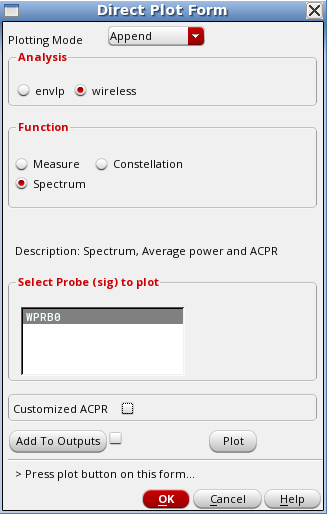 Direct Plot Form
Plotting Mode Append
Analysis
envlp wireless
Function
Measure Constellation
Spectrum
Description: Spectrum, Average power and ACPR
Select Probe (sig) to plot
WPRB0
Customized ACPR
Add To Outputs Plot
> Press plot button on this form...
OK Cancel Help